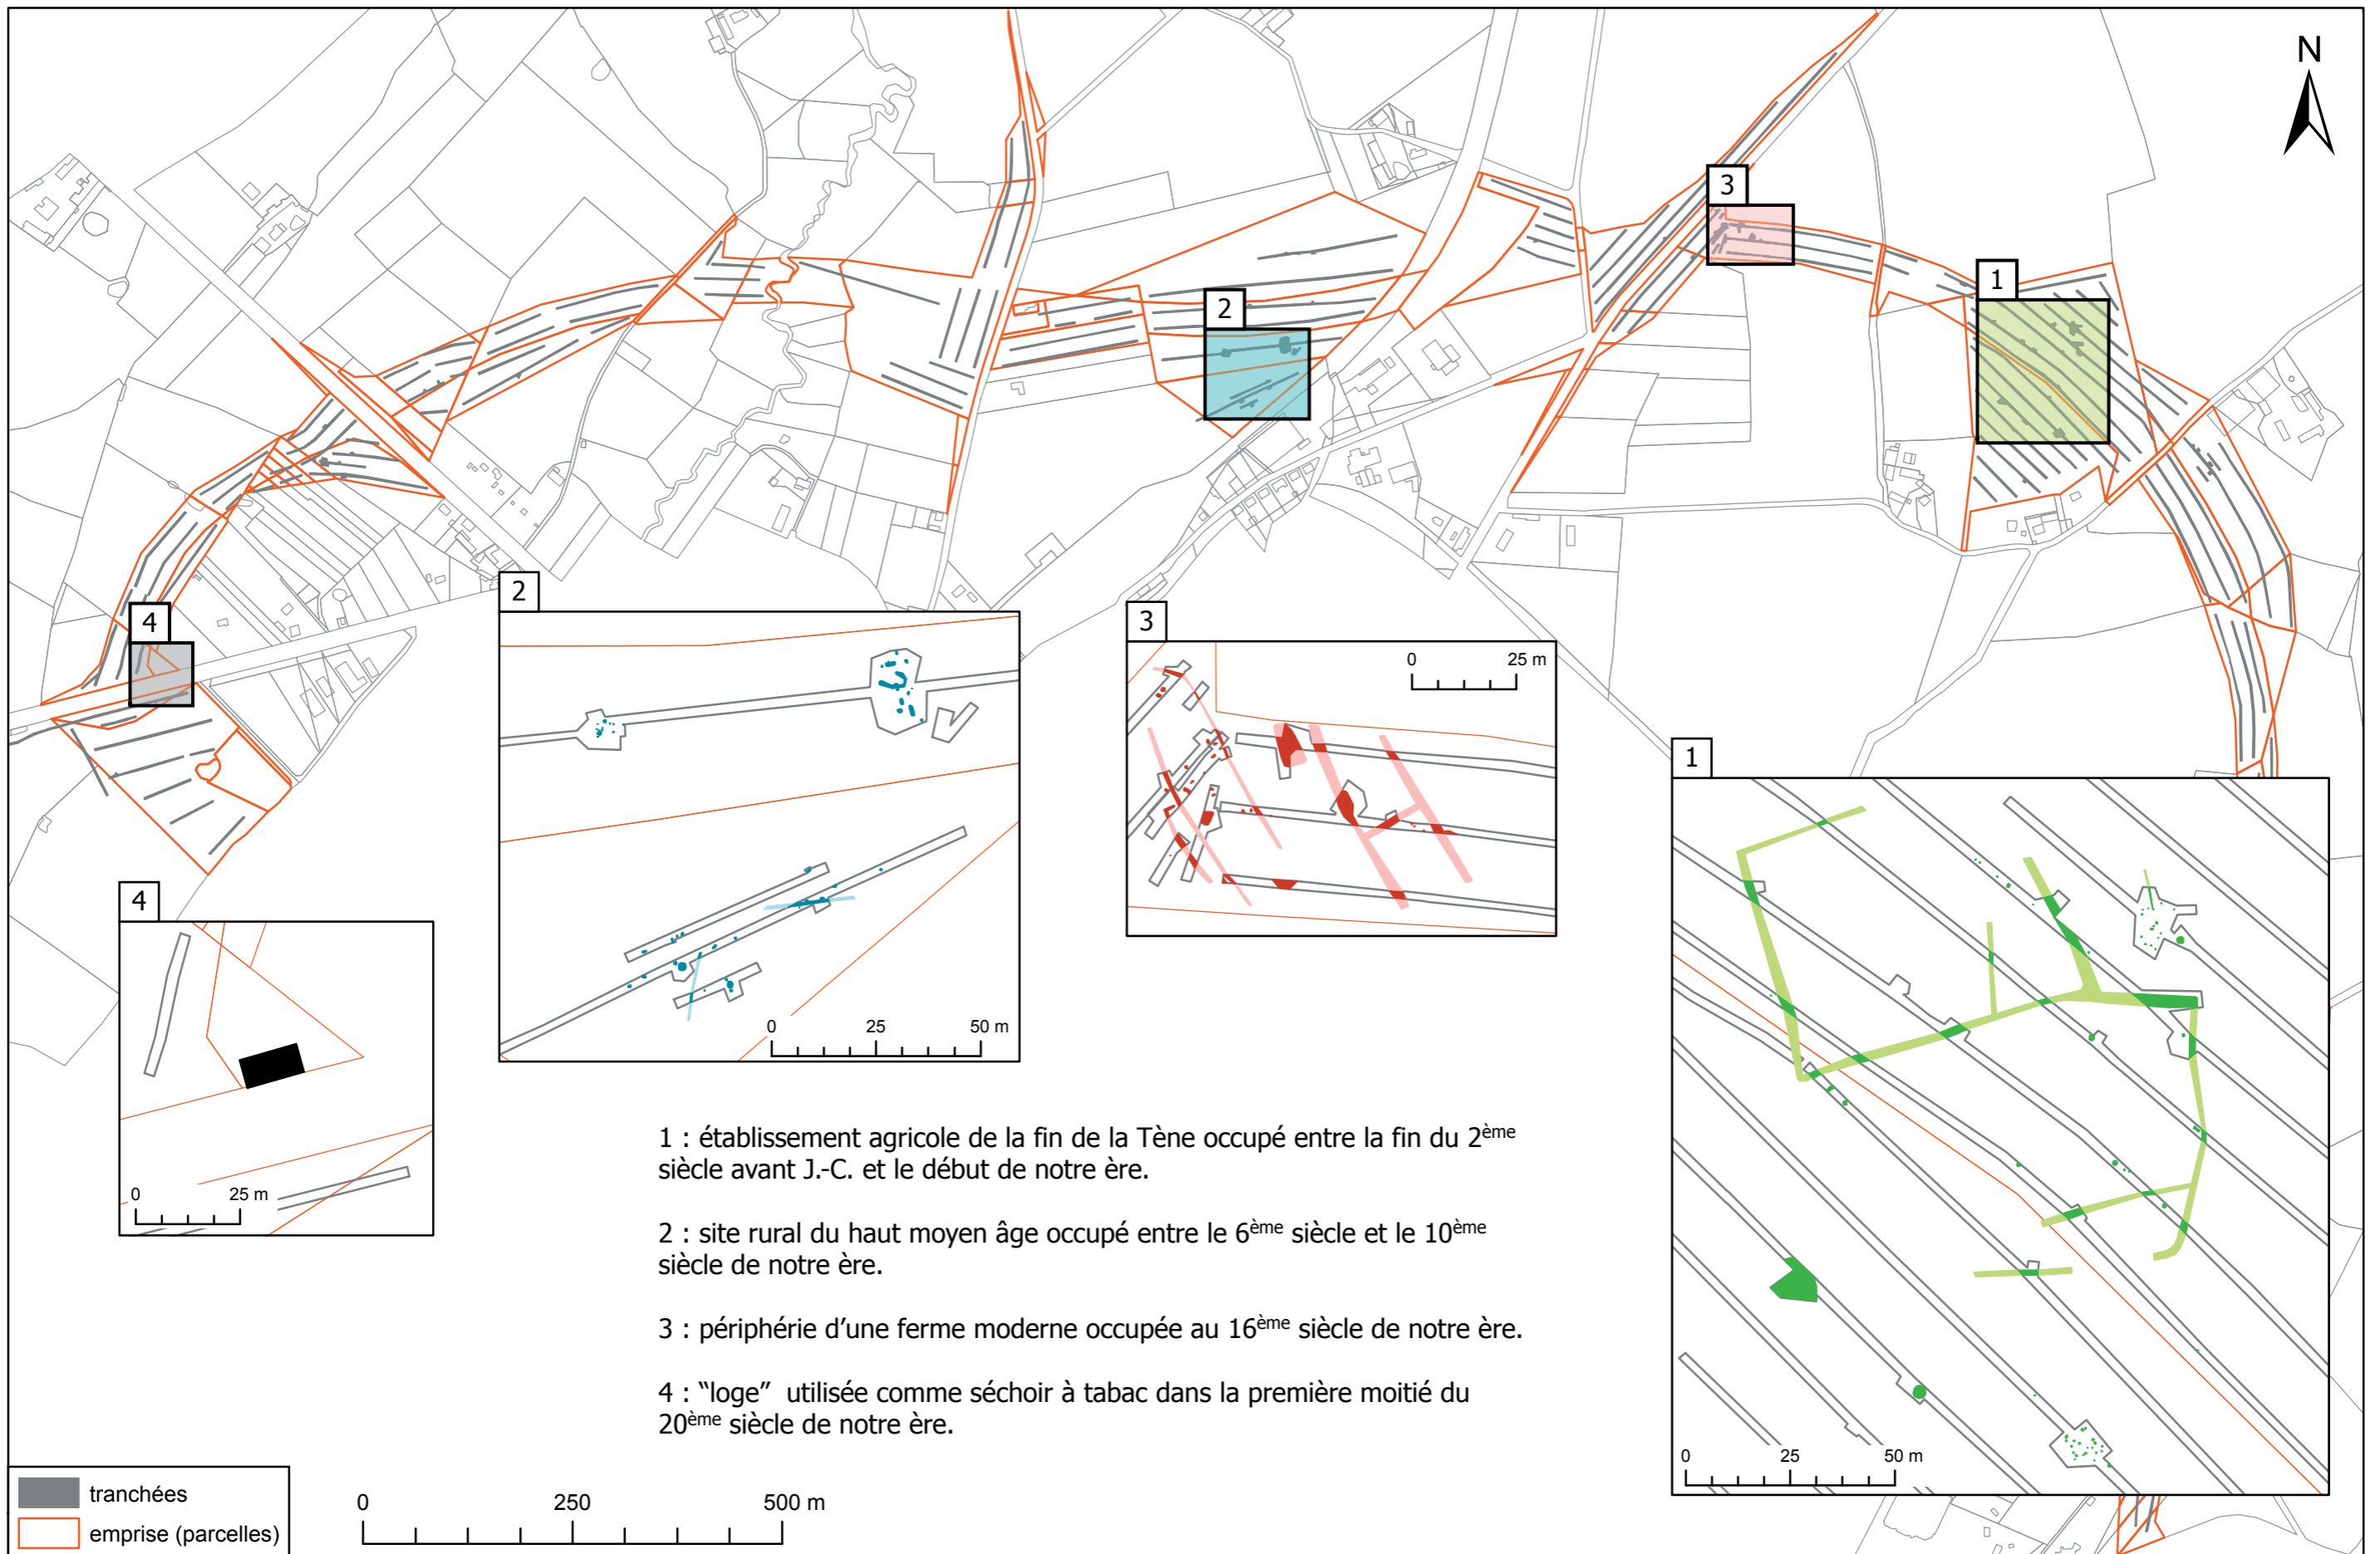 N
3
1
2
4
2
3
0 25 m
1
4
0 25 m
0 25 50 m
1 : établissement agricole de la fin de la Tène occupé entre la fin du 2ème
siècle avant J.-C. et le début de notre ère.
2 : site rural du haut moyen âge occupé entre le 6ème siècle et le 10ème
siècle de notre ère.
3 : périphérie d’une ferme moderne occupée au 16ème siècle de notre ère.
4 : “loge” utilisée comme séchoir à tabac dans la première moitié du
20ème siècle de notre ère.
0 25 50 m
tranchées
emprise (parcelles)
0 250 500 m